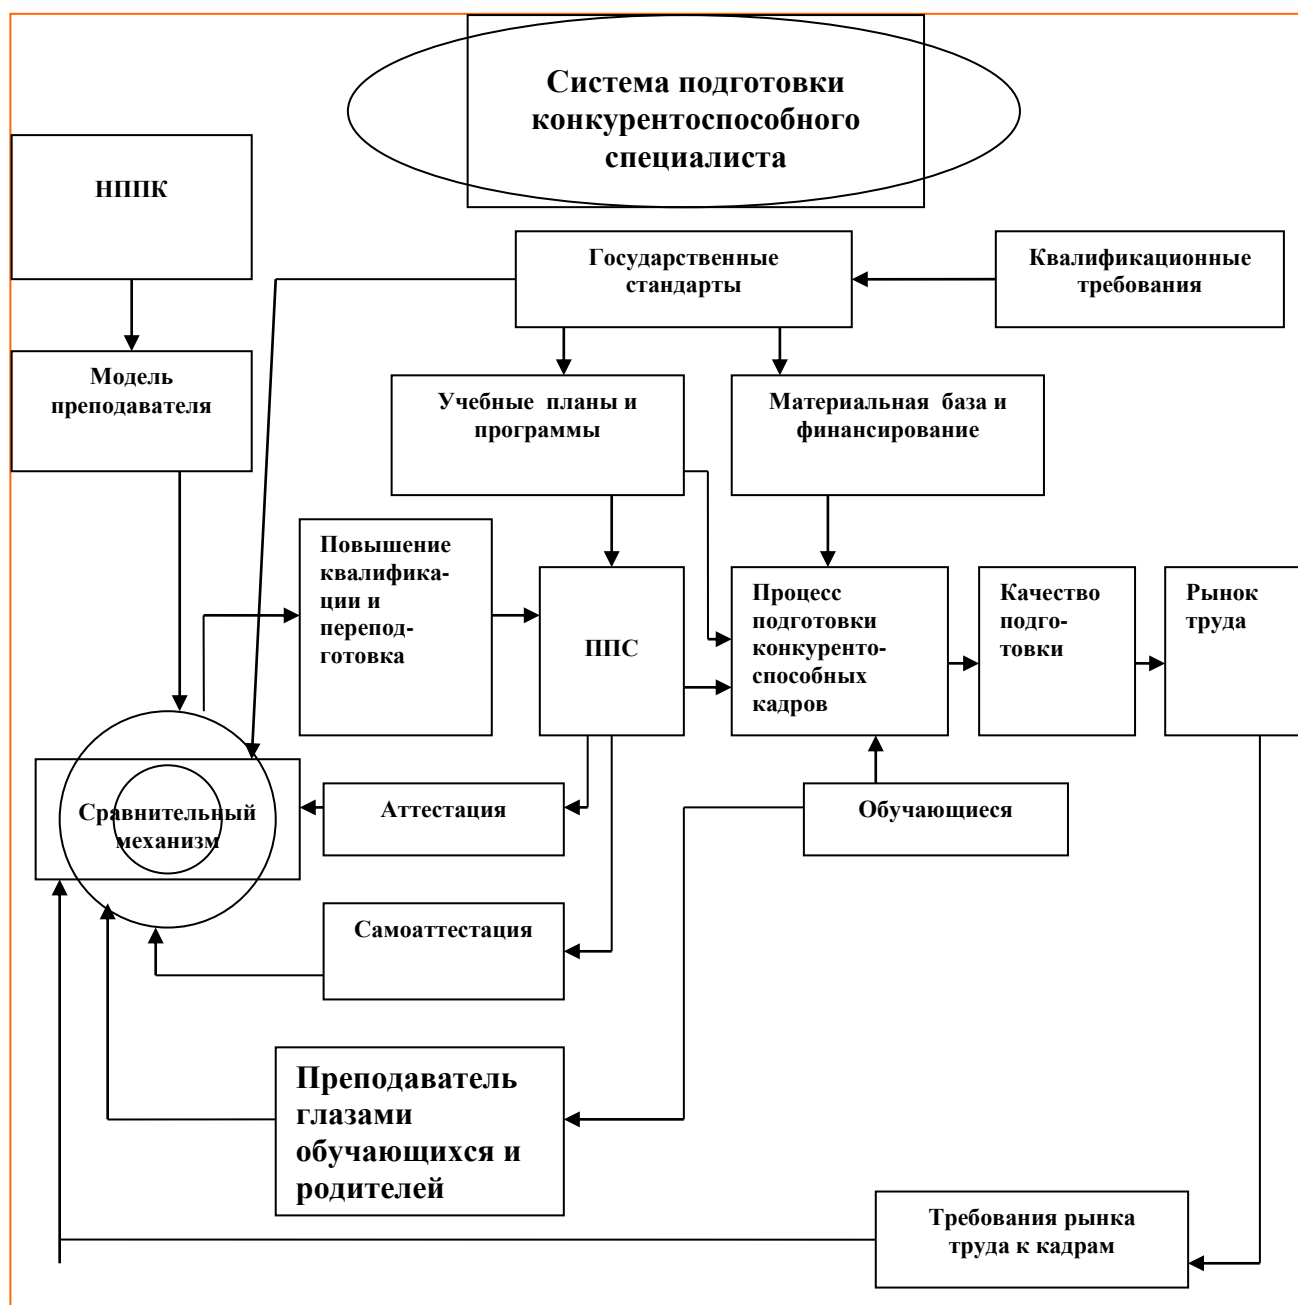 Система подготовки
конкурентоспособного
специалиста
НППК
Государственные
стандарты
Квалификационные
требования
Модель
преподавателя
Учебные планы и
программы
Материальная база и
финансирование
Повышение
квалифика-
ции и
переподготовка
ППС
Процесс
подготовки
конкуренто-
способных
кадров
Качество
подго-
товки
Рынок
труда
Сравнительный
механизм
Аттестация
Обучающиеся
Самоаттестация
Преподаватель
глазами
обучающихся и
родителей
Требования рынка
труда к кадрам